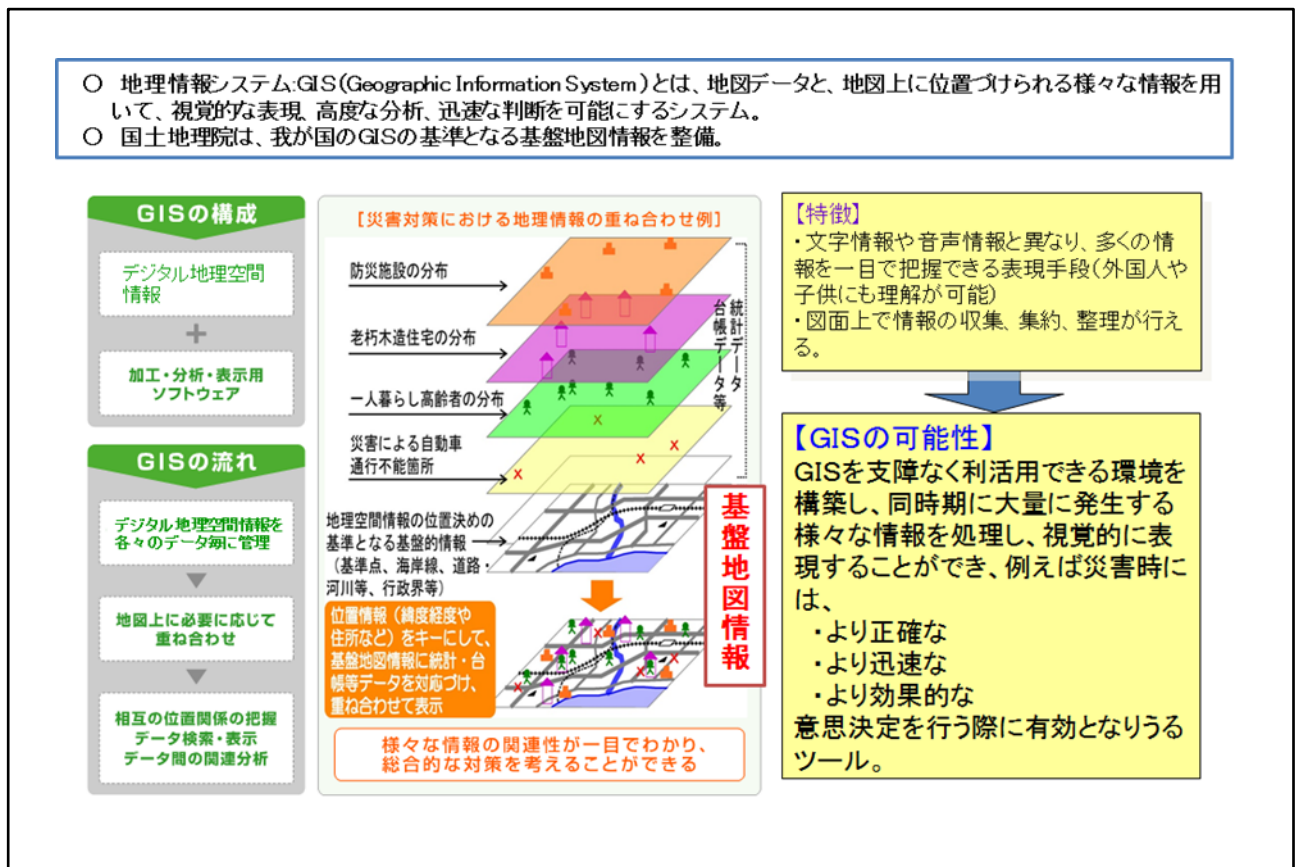 ○ 地理情報システム:GIS(Geographic Information System)とは、地図データと、地図上に位置づけられる様々な情報を用
いて、視覚的な表現、高度な分析、迅速な判断を可能にするシステム。
○ 国土地理院は、我が国のGISの基準となる基盤地図情報を整備。
GISの構成
デジタル地理空間
情報
+
加工・分析・表示用
ソフトウェア
GISの流れ
デジタル地理空間情報を
各々のデータ毎に管理
地図上に必要に応じて
重ね合わせ
相互の位置関係の把握
データ検索・表示
データ間の関連分析
[災害対策における地理情報の重ね合わせ例]
防災施設の分布
老朽木造住宅の分布
一人暮らし高齢者の分布
災害による自動車
通行不能箇所
統計データ
台帳データ等
地理空間情報の位置決めの
基準となる基盤的情報
(基準点、海岸線、道路・
河川等、行政界等)
基盤地図情報
位置情報(緯度経度や
住所など)をキーにして、
基盤地図情報に統計・台
帳等データを対応づけ、
重ね合わせて表示
様々な情報の関連性が一目でわかり、
総合的な対策を考えることができる
【特徴】
・文字情報や音声情報と異なり、多くの情
報を一目で把握できる表現手段(外国人や
子供にも理解が可能)
・図面上で情報の収集、集約、整理が行え
る。
【GISの可能性】
GISを支障なく利活用できる環境を
構築し、同時期に大量に発生する
様々な情報を処理し、視覚的に表
現することができ、例えば災害時に
は、
・より正確な
・より迅速な
・より効果的な
意思決定を行う際に有効となりうる
ツール。